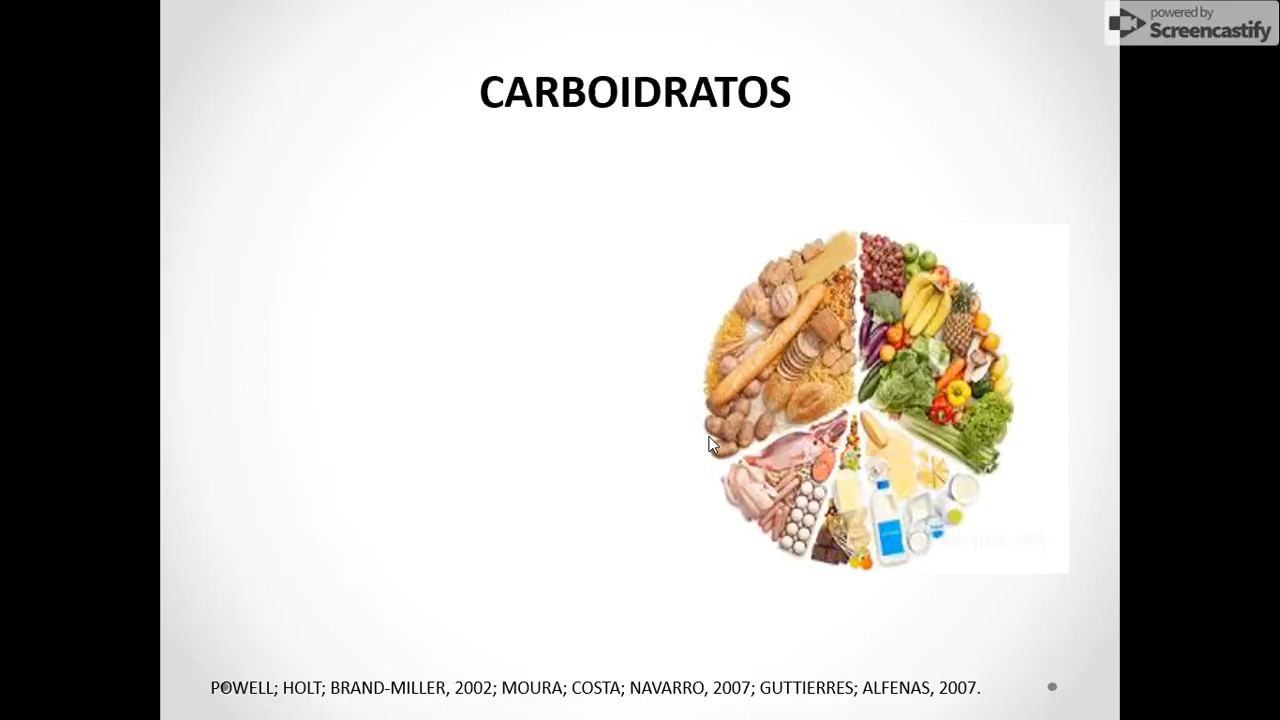 powered by
Screencastify
CARBOIDRATOS
POWELL; HOLT; BRAND-MILLER, 2002; MOURA; COSTA; NAVARRO, 2007; GUTTIERRES; ALFENAS, 2007.